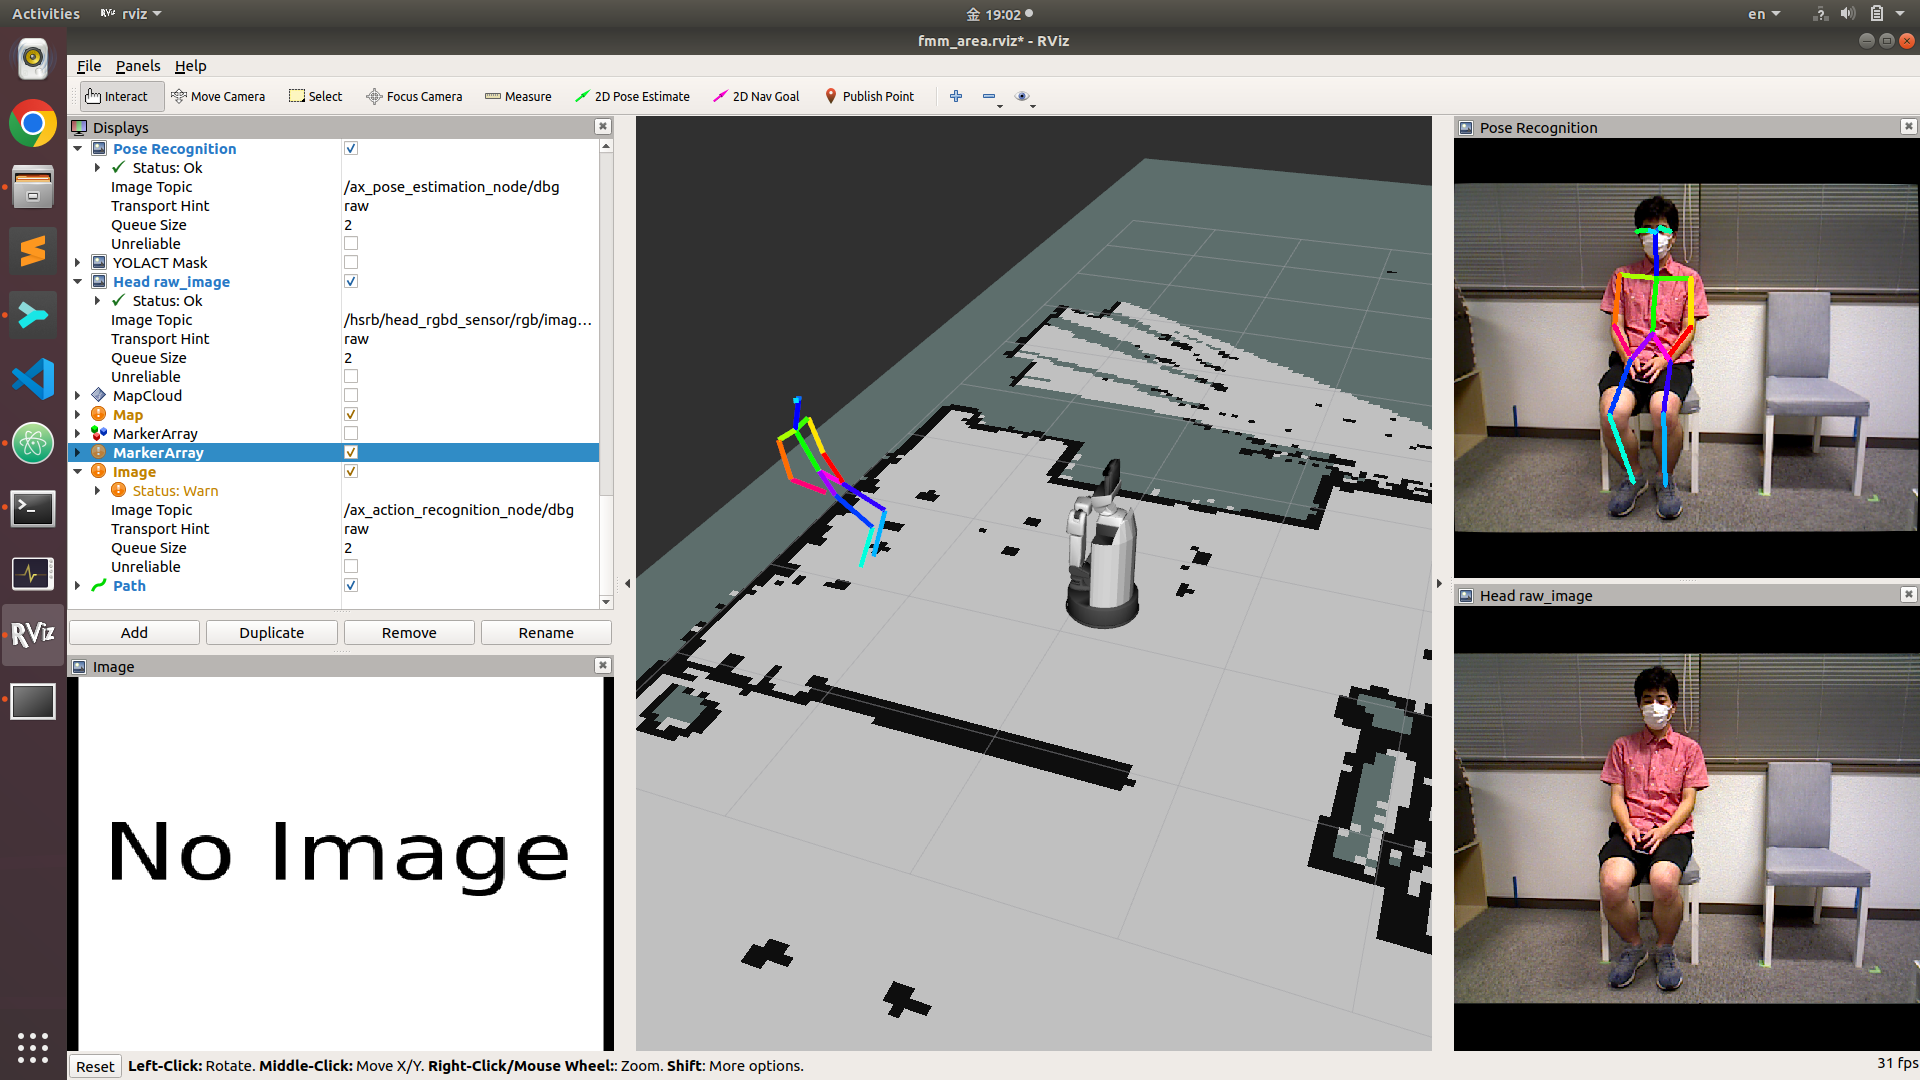 Activities
RViz rviz
金 19:02
en
fmm_area.rviz* - RViz
File Panels Help
Interact Move Camera Select Focus Camera Measure 2D Pose Estimate 2D Nav Goal Publish Point
Displays
Pose Recognition
Status: Ok
Image Topic /ax_pose_estimation_node/dbg
Transport Hint raw
Queue Size 2
Unreliable
YOLACT Mask
Head raw_image
Status: Ok
Image Topic /hsrb/head_rgbd_sensor/rgb/imag...
Transport Hint raw
Queue Size 2
Unreliable
MapCloud
Map
MarkerArray
MarkerArray
Image
Status: Warn
Image Topic /ax_action_recognition_node/dbg
Transport Hint raw
Queue Size 2
Unreliable
Path
Add Duplicate Remove Rename
RViz
Image
No Image
Pose Recognition
Head raw_image
Reset Left-Click: Rotate. Middle-Click: Move X/Y. Right-Click/Mouse Wheel:: Zoom. Shift: More options.
31 fps